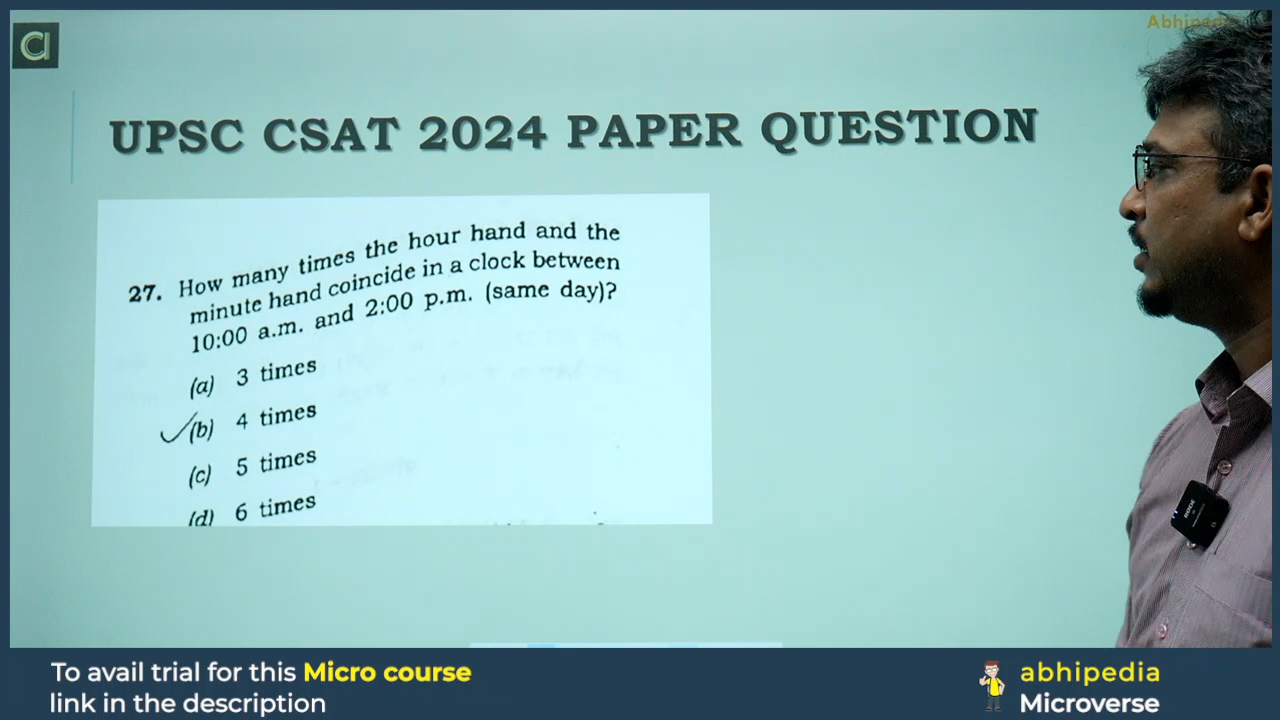 Abhipedia
a
UPSC CSAT 2024 PAPER QUESTION
27. How many times the hour hand and the
minute hand coincide in a clock between
10:00 a.m. and 2:00 p.m. (same day)?
(a) 3 times
(b) 4 times
(c) 5 times
(d) 6 times
RODE
To avail trial for this Micro course
link in the description
abhipedia
Microverse